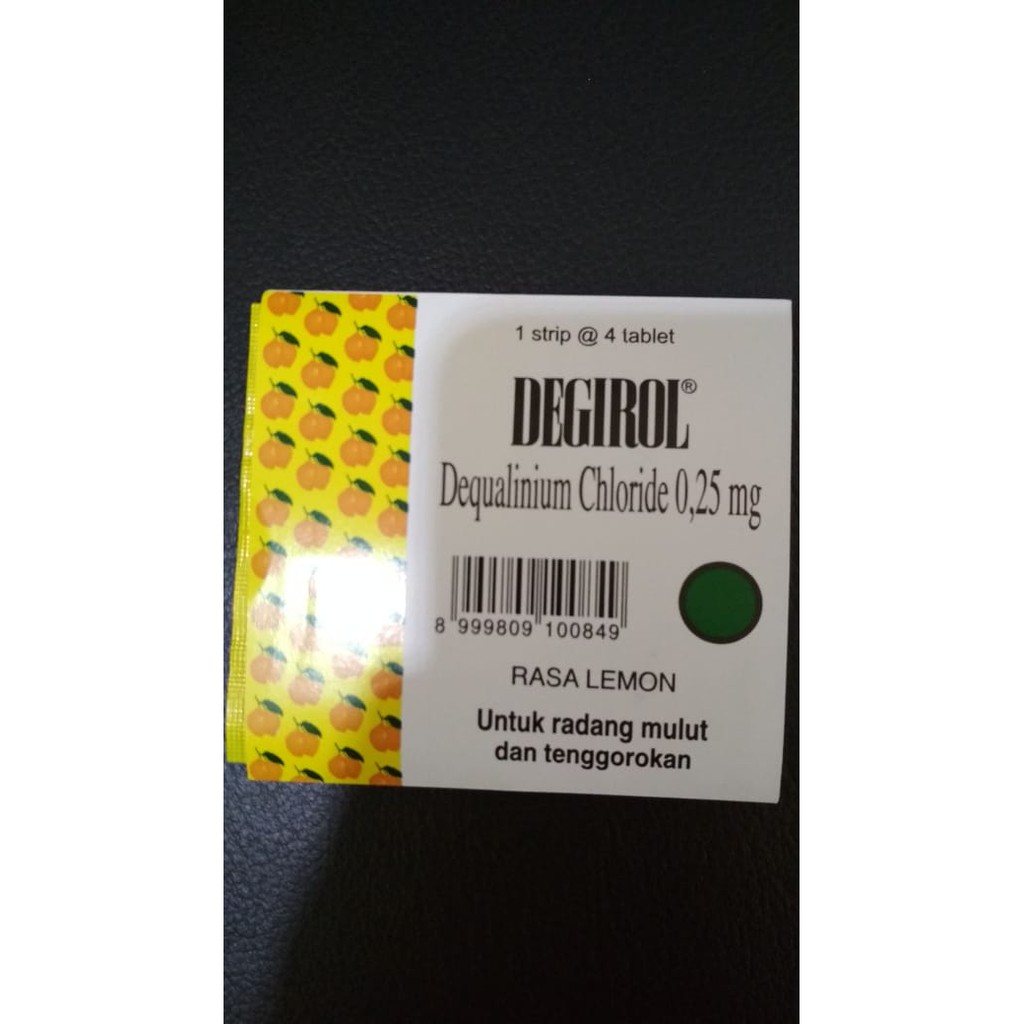 1 strip @ 4 tablet
DEGIROL®
Dequalinium Chloride 0,25 mg
8 999809 100849
RASA LEMON
Untuk radang mulut
dan tenggorokan